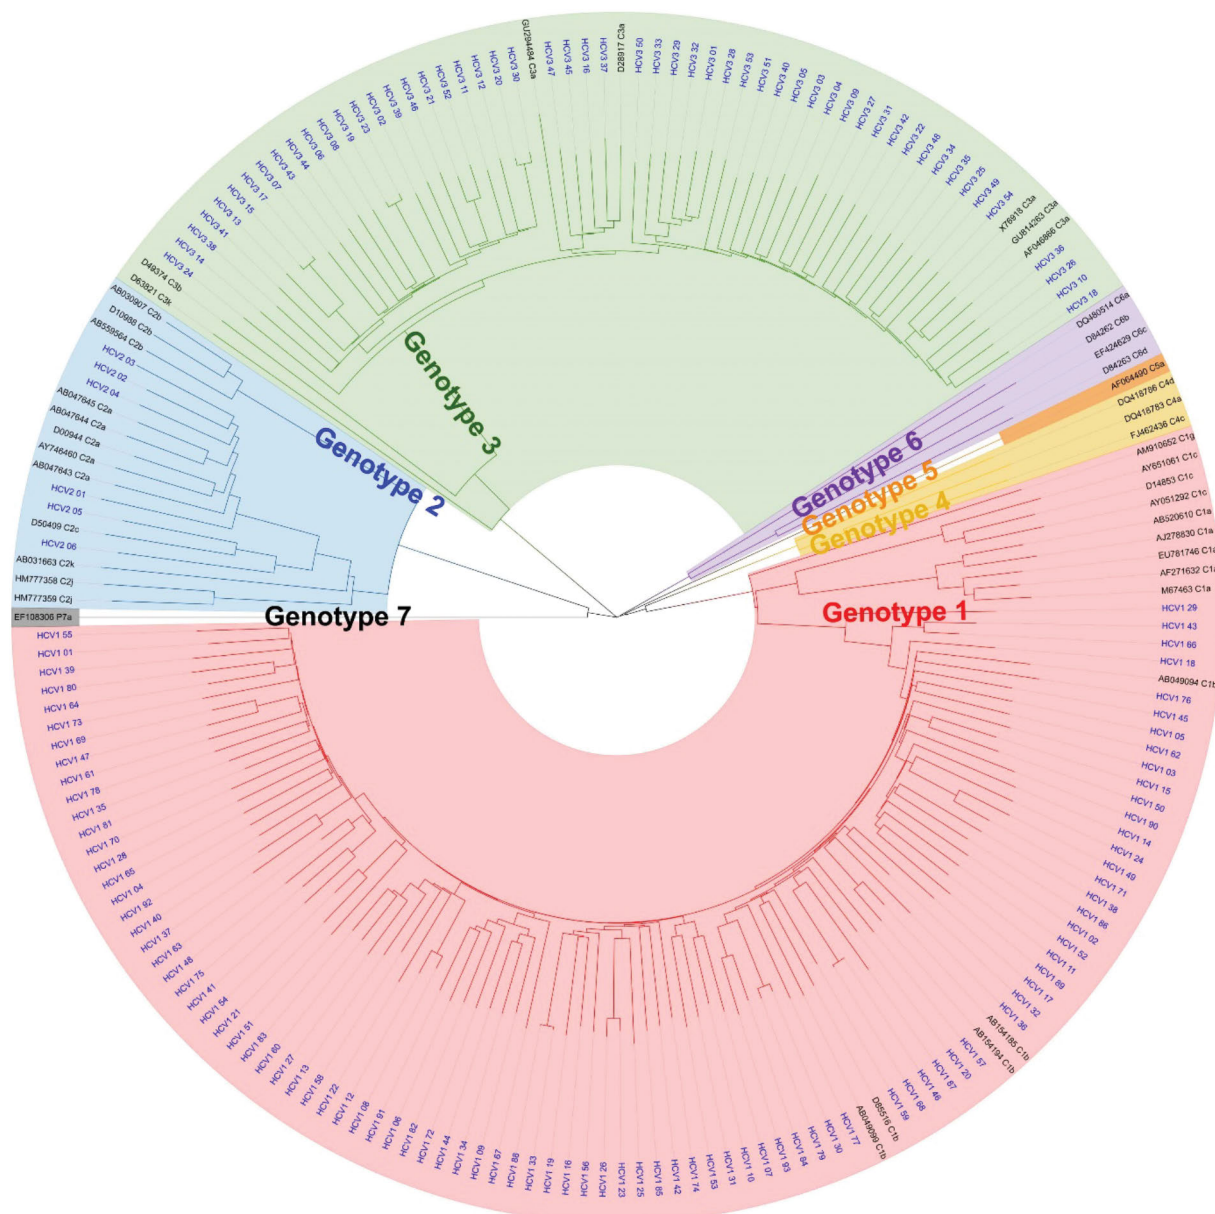 GU294484 C3a
HCV3 47
HCV3 45
HCV3 16
HCV3 37
D28917 C3a
HCV3 50
HCV3 33
HCV3 29
HCV3 32
HCV3 01
HCV3 28
HCV3 53
HCV3 51
HCV3 40
HCV3 05
HCV3 03
HCV3 04
HCV3 09
HCV3 27
HCV3 31
HCV3 42
HCV3 22
HCV3 48
HCV3 34
HCV3 35
HCV3 25
HCV3 49
HCV3 54
X76918 C3a
GU814263 C3a
AF046866 C3a
HCV3 36
HCV3 26
HCV3 10
HCV3 18
DQ480514 C6a
D84262 C6b
EF424629 C6c
D84263 C6d
AF064490 C5a
DQ418786 C4d
DQ418783 C4a
FJ462436 C4c
AM910652 C1g
AY651061 C1c
D14853 C1c
AY051292 C1c
AB520610 C1a
AJ278830 C1a
EU781746 C1a
AF271632 C1a
M67463 C1a
HCV1 29
HCV1 43
HCV1 66
HCV1 18
AB049094 C1b
HCV1 76
HCV1 45
HCV1 05
HCV1 62
HCV1 03
HCV1 15
HCV1 50
HCV1 90
HCV1 14
HCV1 24
HCV1 49
HCV1 71
HCV1 38
HCV1 86
HCV1 02
HCV1 52
HCV1 11
HCV1 89
HCV1 17
HCV1 32
HCV1 36
AB154185 C1b
AB154194 C1b
HCV1 57
HCV1 20
HCV1 87
HCV1 46
HCV1 68
HCV1 59
D85516 C1b
AB049099 C1b
HCV1 77
HCV1 30
HCV1 79
HCV1 84
HCV1 93
HCV1 07
HCV1 10
HCV1 31
HCV1 53
HCV1 74
HCV1 42
HCV1 85
HCV1 25
HCV1 23
HCV1 26
HCV1 56
HCV1 16
HCV1 19
HCV1 33
HCV1 88
HCV1 67
HCV1 09
HCV1 34
HCV1 44
HCV1 72
HCV1 82
HCV1 06
HCV1 91
HCV1 08
HCV1 12
HCV1 22
HCV1 58
HCV1 13
HCV1 27
HCV1 60
HCV1 83
HCV1 51
HCV1 21
HCV1 54
HCV1 41
HCV1 75
HCV1 48
HCV1 63
HCV1 37
HCV1 40
HCV1 92
HCV1 04
HCV1 65
HCV1 28
HCV1 70
HCV1 81
HCV1 35
HCV1 78
HCV1 61
HCV1 47
HCV1 69
HCV1 73
HCV1 64
HCV1 80
HCV1 39
HCV1 01
HCV1 55
EF108306 P7a
HM777359 C2j
HM777358 C2j
AB031663 C2k
HCV2 06
D50409 C2c
HCV2 05
HCV2 01
AB047643 C2a
AY746460 C2a
D00944 C2a
AB047644 C2a
AB047645 C2a
HCV2 04
HCV2 02
HCV2 03
AB559564 C2b
D10988 C2b
AB030907 C2b
D63821 C3k
D49374 C3b
HCV3 24
HCV3 14
HCV3 38
HCV3 41
HCV3 13
HCV3 15
HCV3 17
HCV3 07
HCV3 43
HCV3 44
HCV3 06
HCV3 08
HCV3 19
HCV3 23
HCV3 02
HCV3 39
HCV3 46
HCV3 21
HCV3 52
HCV3 11
HCV3 12
HCV3 20
HCV3 30
Genotype 3
Genotype 2
Genotype 6
Genotype 5
Genotype 4
Genotype 7
Genotype 1